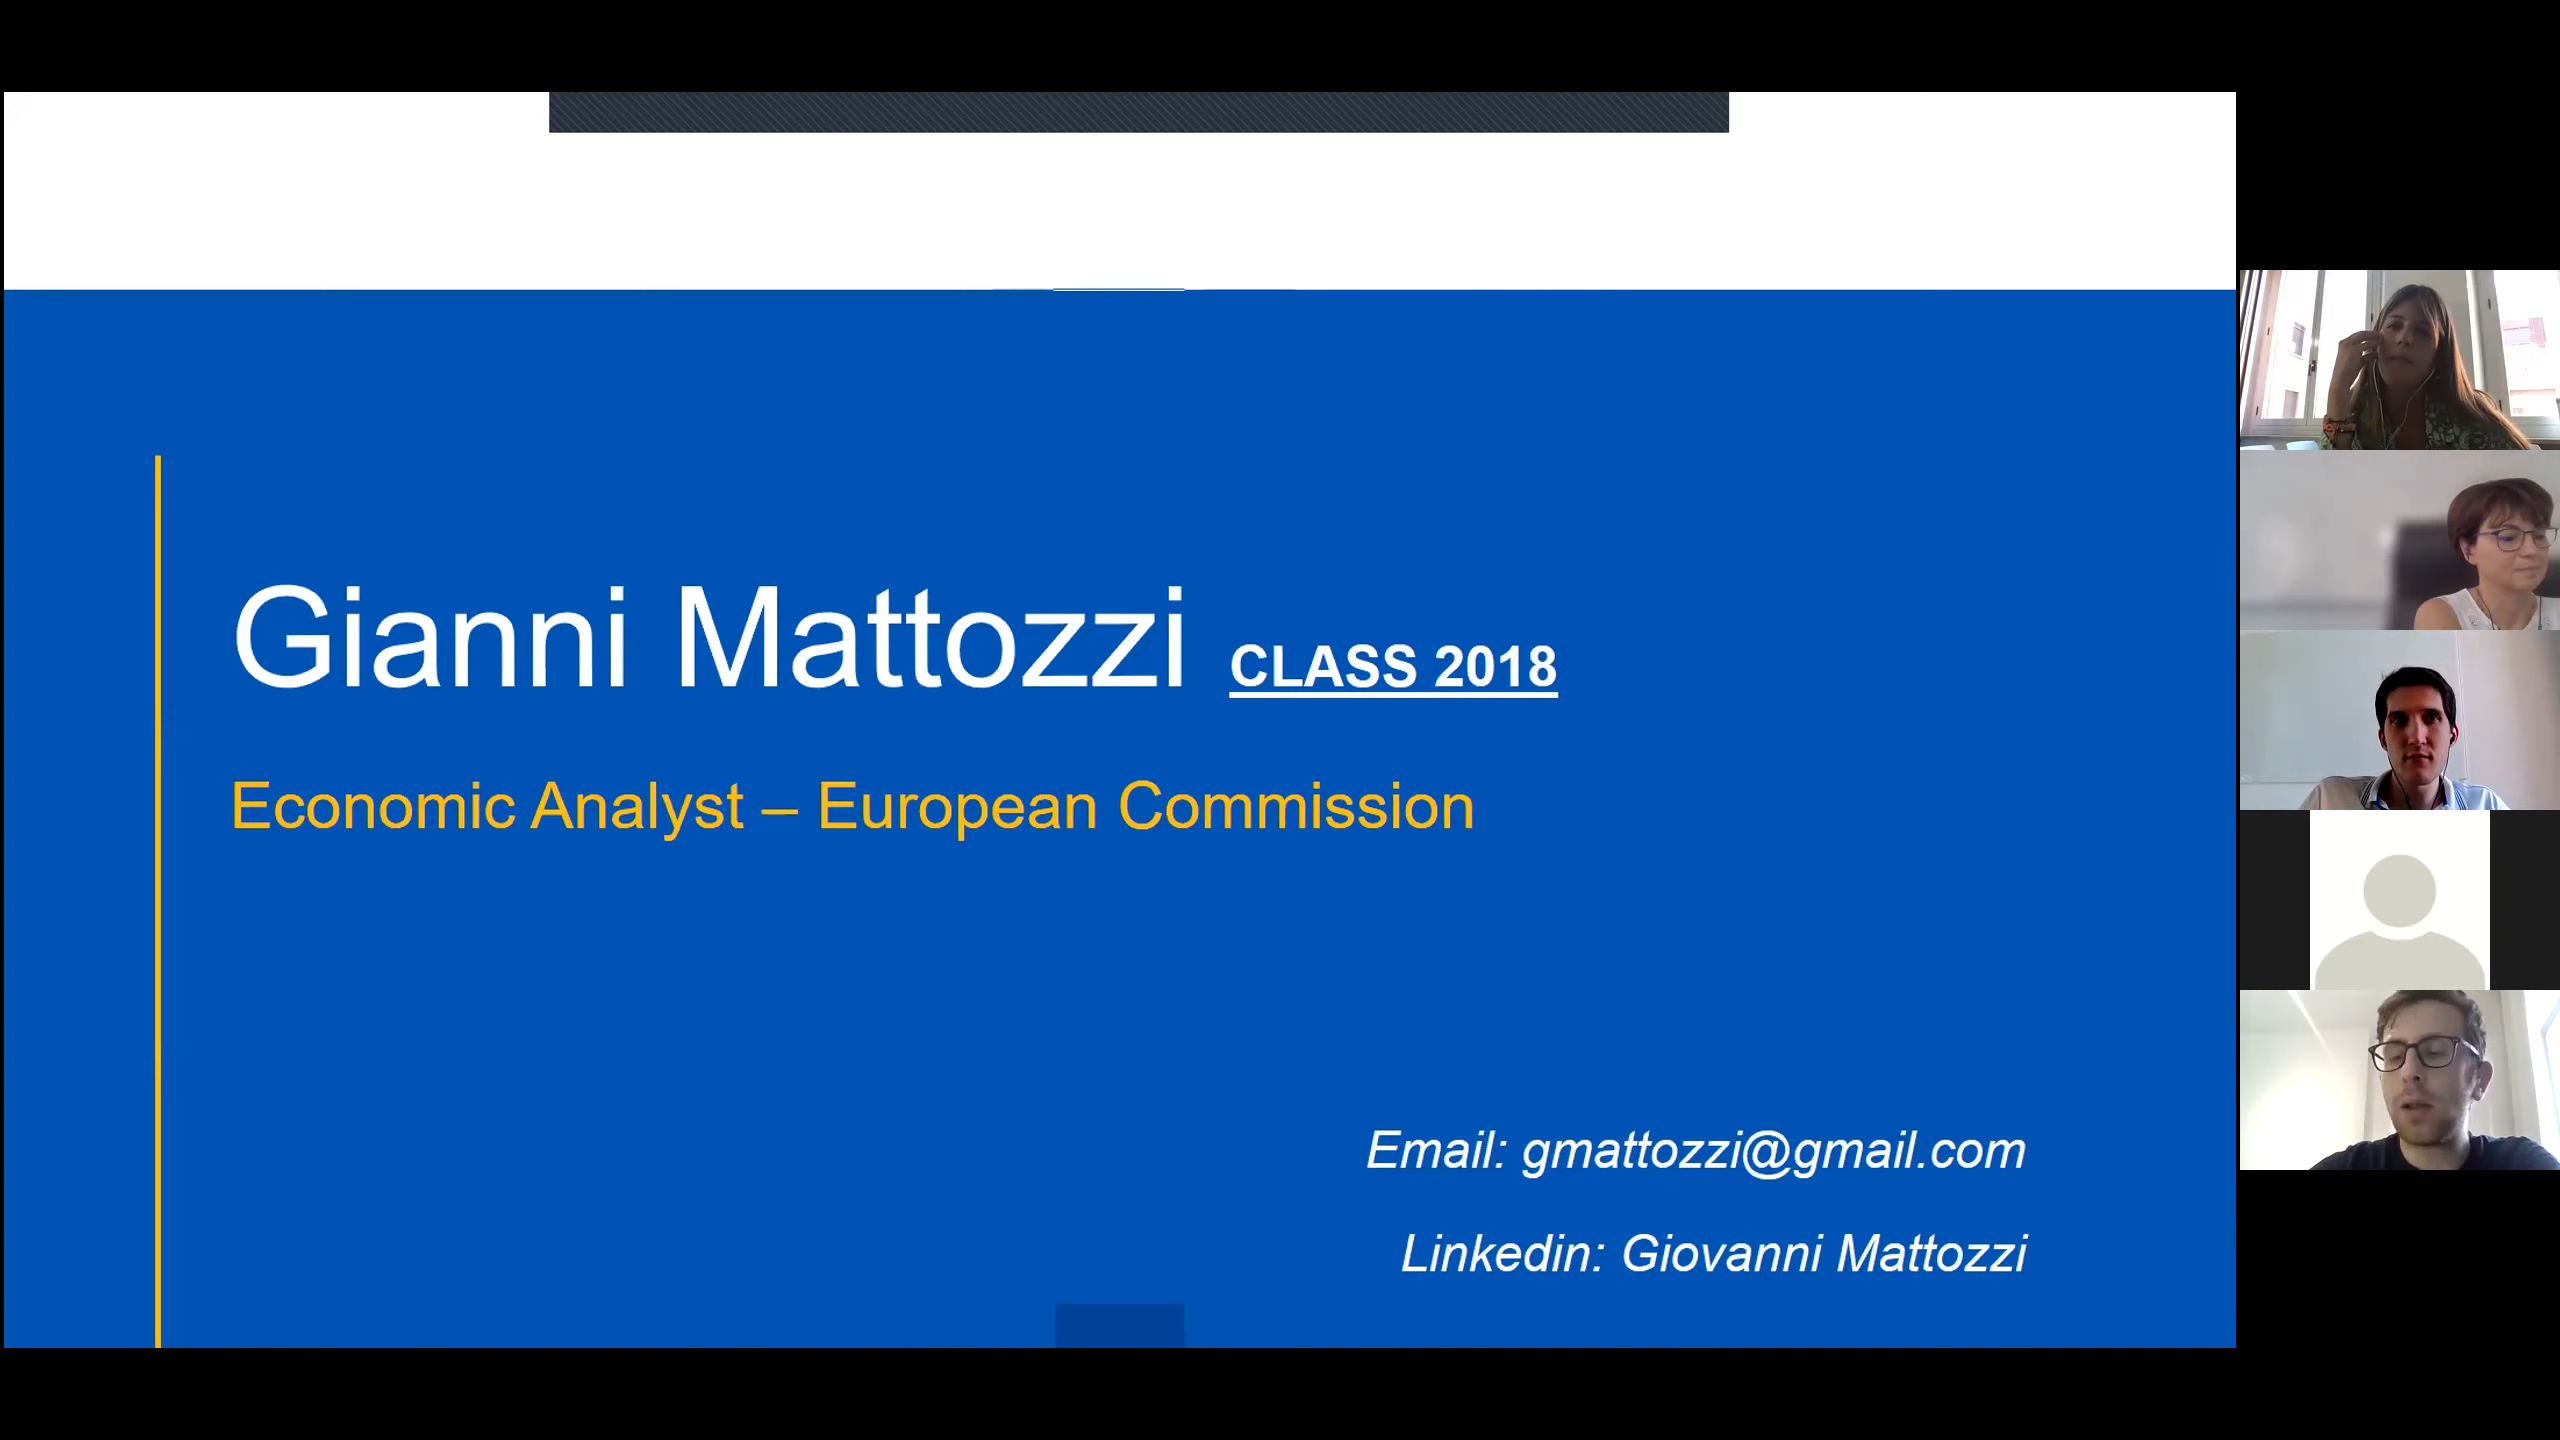 Gianni Mattozzi CLASS 2018
Economic Analyst – European Commission
Email: gmattozzi@gmail.com
Linkedin: Giovanni Mattozzi